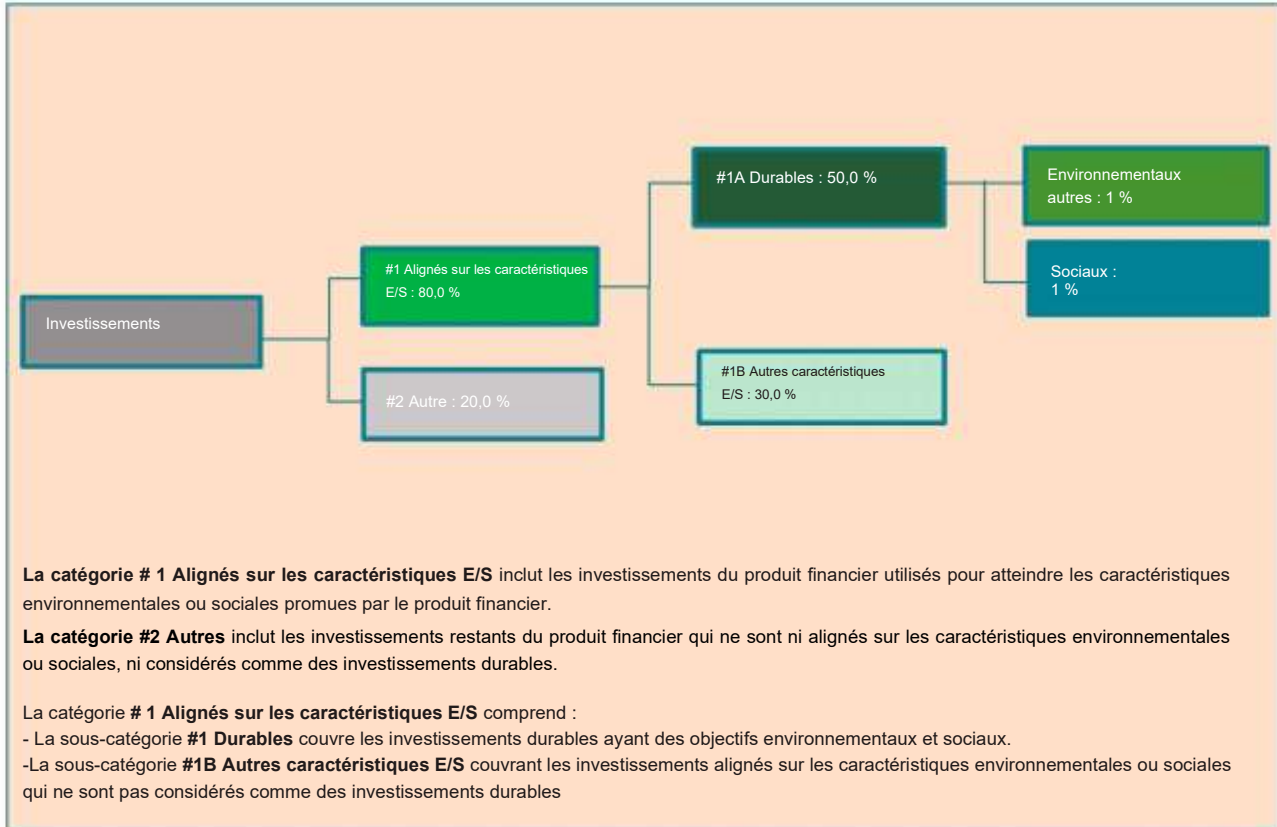 #1A Durables : 50,0 %
Environnementaux
autres : 1 %
#1 Alignés sur les caractéristiques
E/S : 80,0 %
Sociaux :
1 %
Investissements
#1B Autres caractéristiques
E/S : 30,0 %
#2 Autre : 20,0 %
La catégorie # 1 Alignés sur les caractéristiques E/S inclut les investissements du produit financier utilisés pour atteindre les caractéristiques
environnementales ou sociales promues par le produit financier.
La catégorie #2 Autres inclut les investissements restants du produit financier qui ne sont ni alignés sur les caractéristiques environnementales
ou sociales, ni considérés comme des investissements durables.
La catégorie # 1 Alignés sur les caractéristiques E/S comprend :
- La sous-catégorie #1 Durables couvre les investissements durables ayant des objectifs environnementaux et sociaux.
-La sous-catégorie #1B Autres caractéristiques E/S couvrant les investissements alignés sur les caractéristiques environnementales ou sociales
qui ne sont pas considérés comme des investissements durables